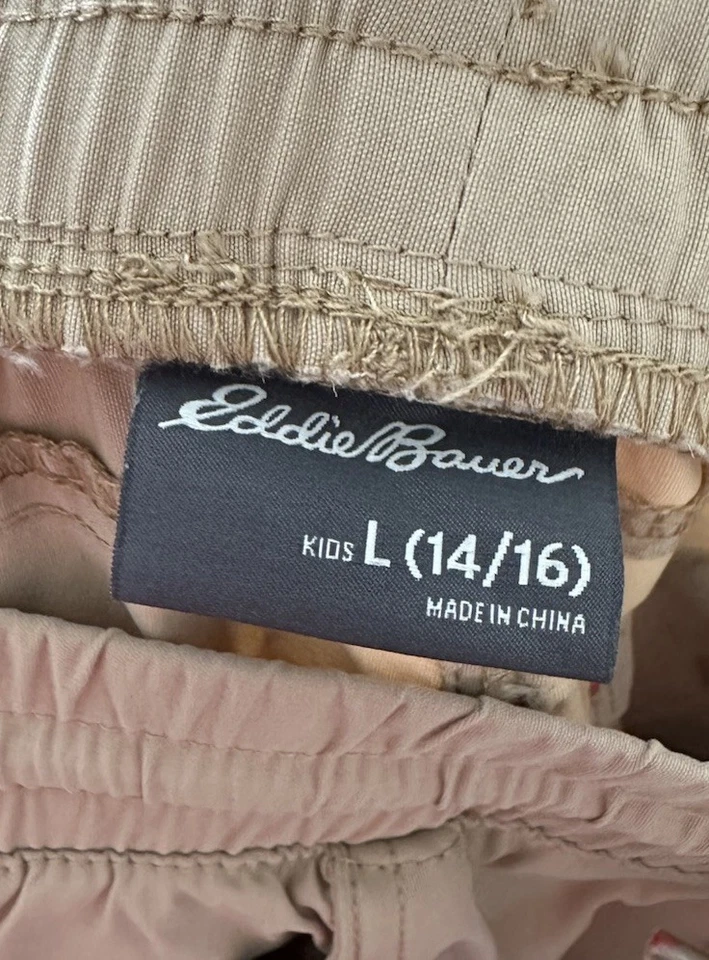 Eddie Bauer
KIDS L (14/16)
MADE IN CHINA